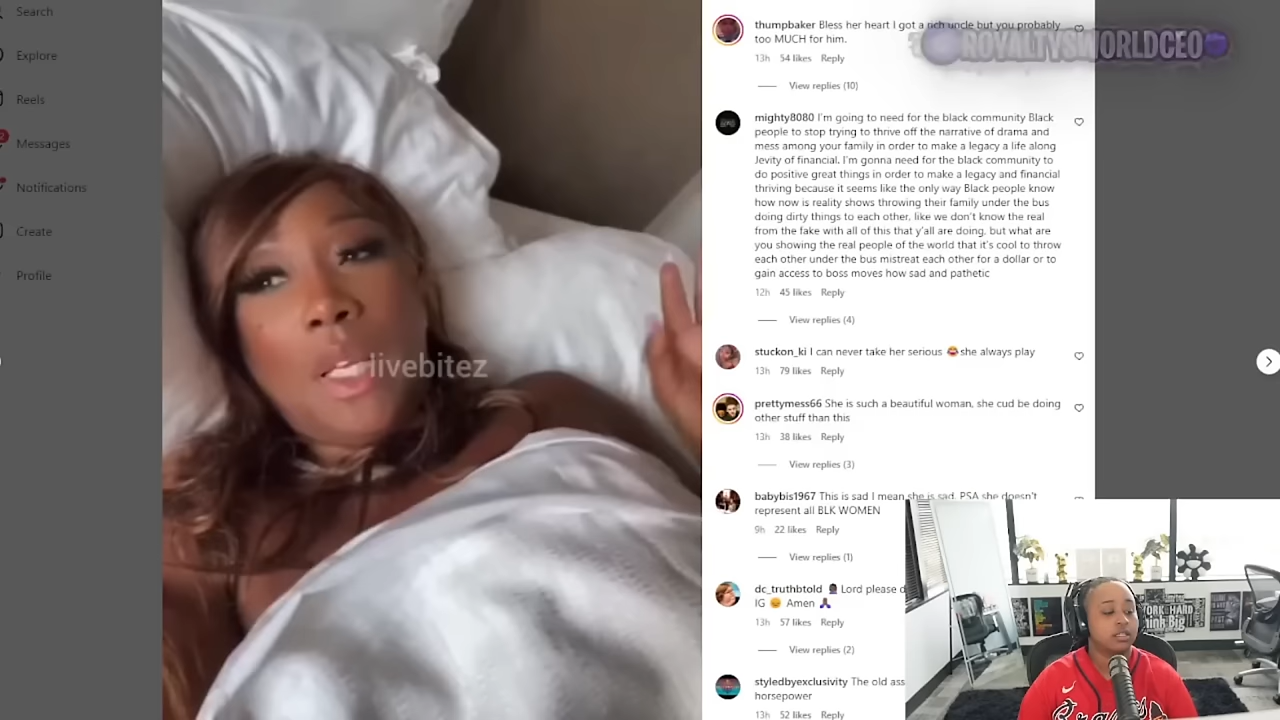 Search
Explore
Reels
Messages
Notifications
Create
Profile
livebitez
ROYALTYSWORLDCEO
thumpbaker Bless her heart I got a rich uncle but you probably
too MUCH for him.
13h 54 likes Reply
View replies (10)
mighty8080 I'm going to need for the black community Black
people to stop trying to thrive off the narrative of drama and
mess among your family in order to make a legacy a life along
Jevity of financial. I'm gonna need for the black community to
do positive great things in order to make a legacy and financial
thriving because it seems like the only way Black people know
how now is reality shows throwing their family under the bus
doing dirty things to each other, like we don't know the real
from the fake with all of this that y'all are doing, but what are
you showing the real people of the world that it's cool to throw
each other under the bus mistreat each other for a dollar or to
gain access to boss moves how sad and pathetic
12h 45 likes Reply
View replies (4)
stuckon_ki I can never take her serious 😂 she always play
13h 79 likes Reply
prettymess66 She is such a beautiful woman, she cud be doing
other stuff than this
13h 38 likes Reply
View replies (3)
babybis1967 This is sad I mean she is sad. PSA she doesn't
represent all BLK WOMEN
9h 22 likes Reply
View replies (1)
dc_truthbtold Lord please d
IG Amen
13h 57 likes Reply
View replies (2)
styledbyexclusivity The old ass
horsepower
13h 52 likes Reply
WORK HARD
Think Big
Braves